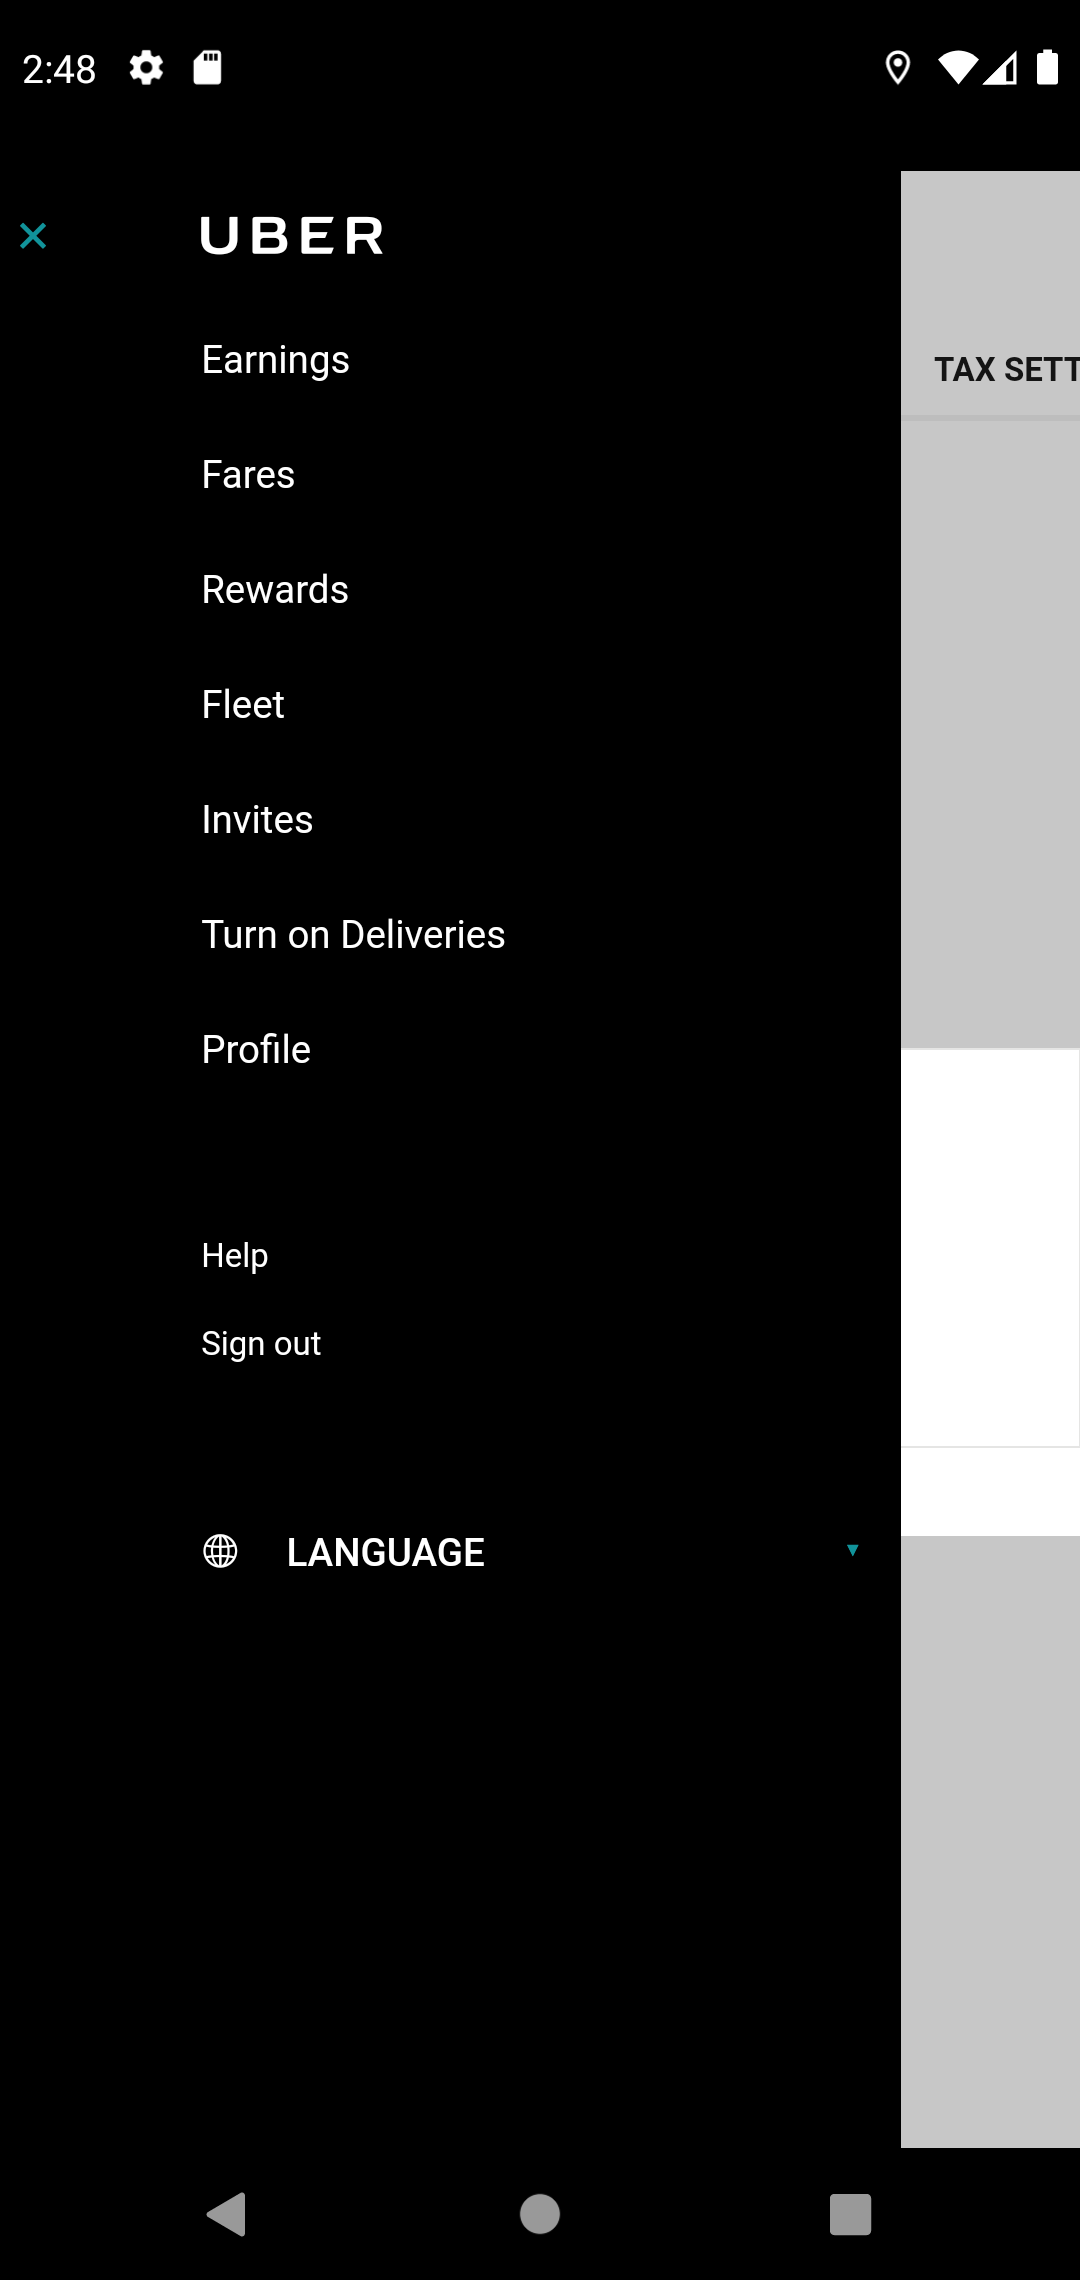 2:48
UBER
TAX SETT
Earnings
Fares
Rewards
Fleet
Invites
Turn on Deliveries
Profile
Help
Sign out
LANGUAGE